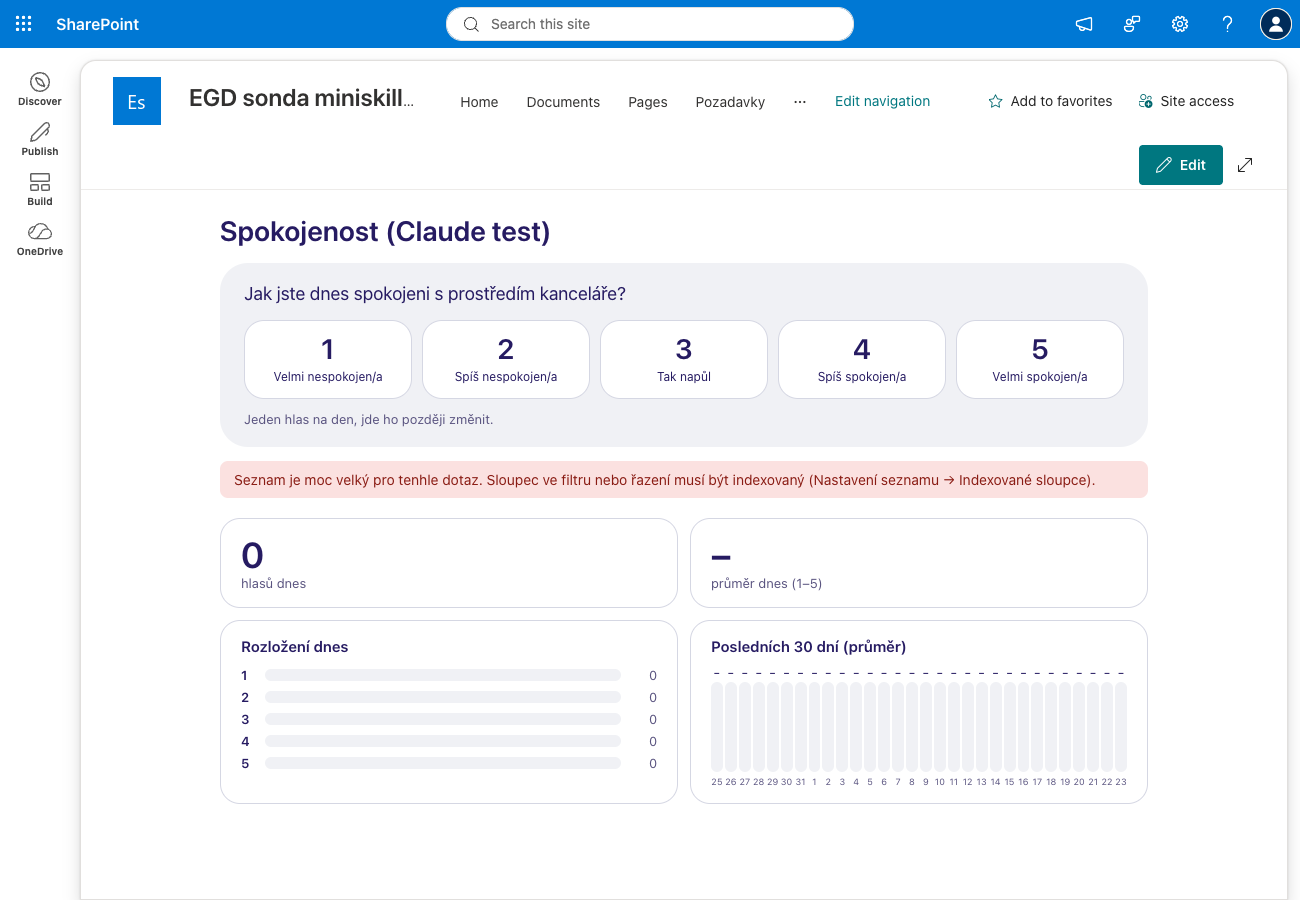 SharePoint
Search this site
Discover
Publish
Build
OneDrive
Es
EGD sonda miniskill...
Home
Documents
Pages
Pozadavky
...
Edit navigation
Add to favorites
Site access
Edit
Spokojenost (Claude test)
Jak jste dnes spokojeni s prostředím kanceláře?
1
Velmi nespokojen/a
2
Spíš nespokojen/a
3
Tak napůl
4
Spíš spokojen/a
5
Velmi spokojen/a
Jeden hlas na den, jde ho později změnit.
Seznam je moc velký pro tenhle dotaz. Sloupec ve filtru nebo řazení musí být indexovaný (Nastavení seznamu → Indexované sloupce).
0
hlasů dnes
–
průměr dnes (1–5)
Rozložení dnes
1 0
2 0
3 0
4 0
5 0
Posledních 30 dní (průměr)
– – – – – – – – – – – – – – – – – – – – – – – – – – – – – –
25 26 27 28 29 30 31 1 2 3 4 5 6 7 8 9 10 11 12 13 14 15 16 17 18 19 20 21 22 23